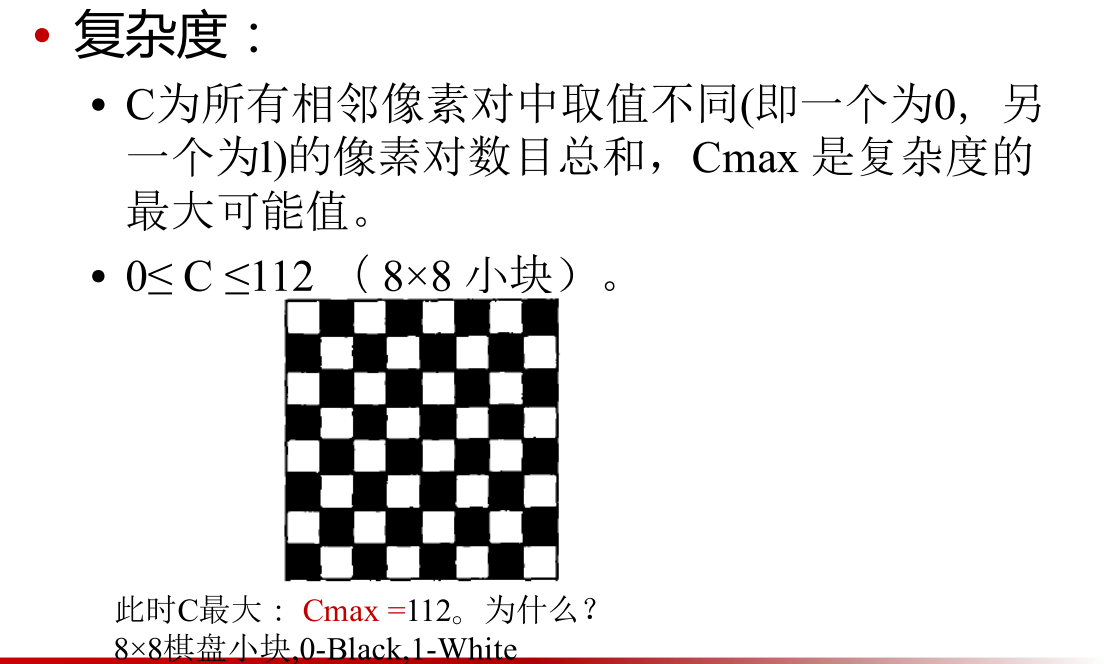 • 复杂度：
• C为所有相邻像素对中取值不同(即一个为0，另
一个为l)的像素对数目总和，Cmax 是复杂度的
最大可能值。
• 0≤ C ≤112 （ 8×8 小块）。
此时C最大： Cmax =112。为什么？
8×8棋盘小块,0-Black,1-White